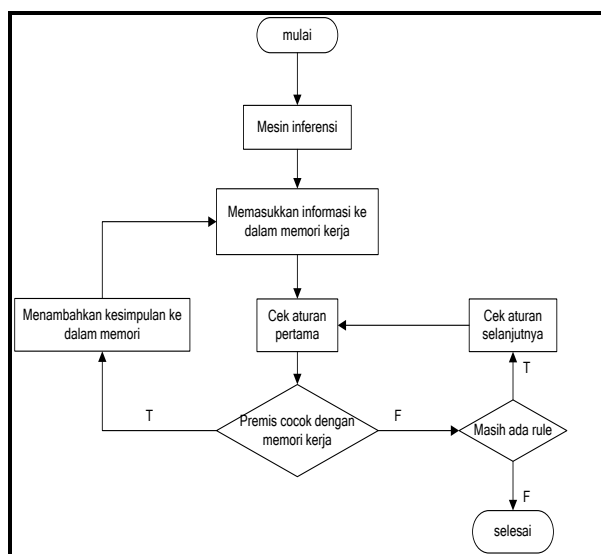 mulai
Mesin inferensi
Memasukkan informasi ke
dalam memori kerja
Menambahkan kesimpulan ke
dalam memori
Cek aturan
pertama
Cek aturan
selanjutnya
T
T
Premis cocok dengan
memori kerja
F
Masih ada rule
F
selesai